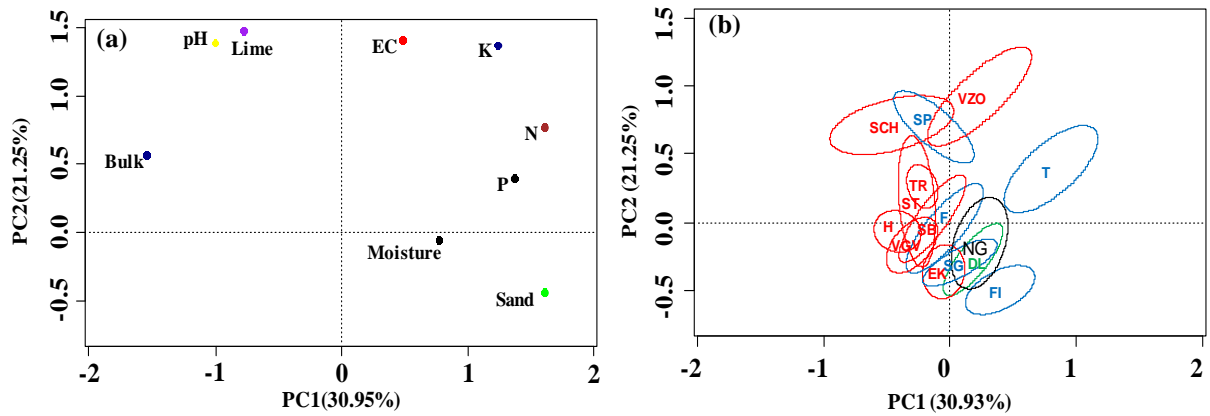 (a)
pH
Lime
EC
K
N
Bulk
P
Moisture
Sand
1.5
1.0
0.5
0.0
-0.5
-2
-1
0
1
2
PC2(21.25%)
PC1(30.95%)
(b)
VZO
SP
SCH
T
TR
ST
F
H
SB
VGV
NG
SG
DL
EK
FI
1.5
1.0
0.5
0.0
-0.5
-2
-1
0
1
2
PC2 (21.25%)
PC1 (30.93%)